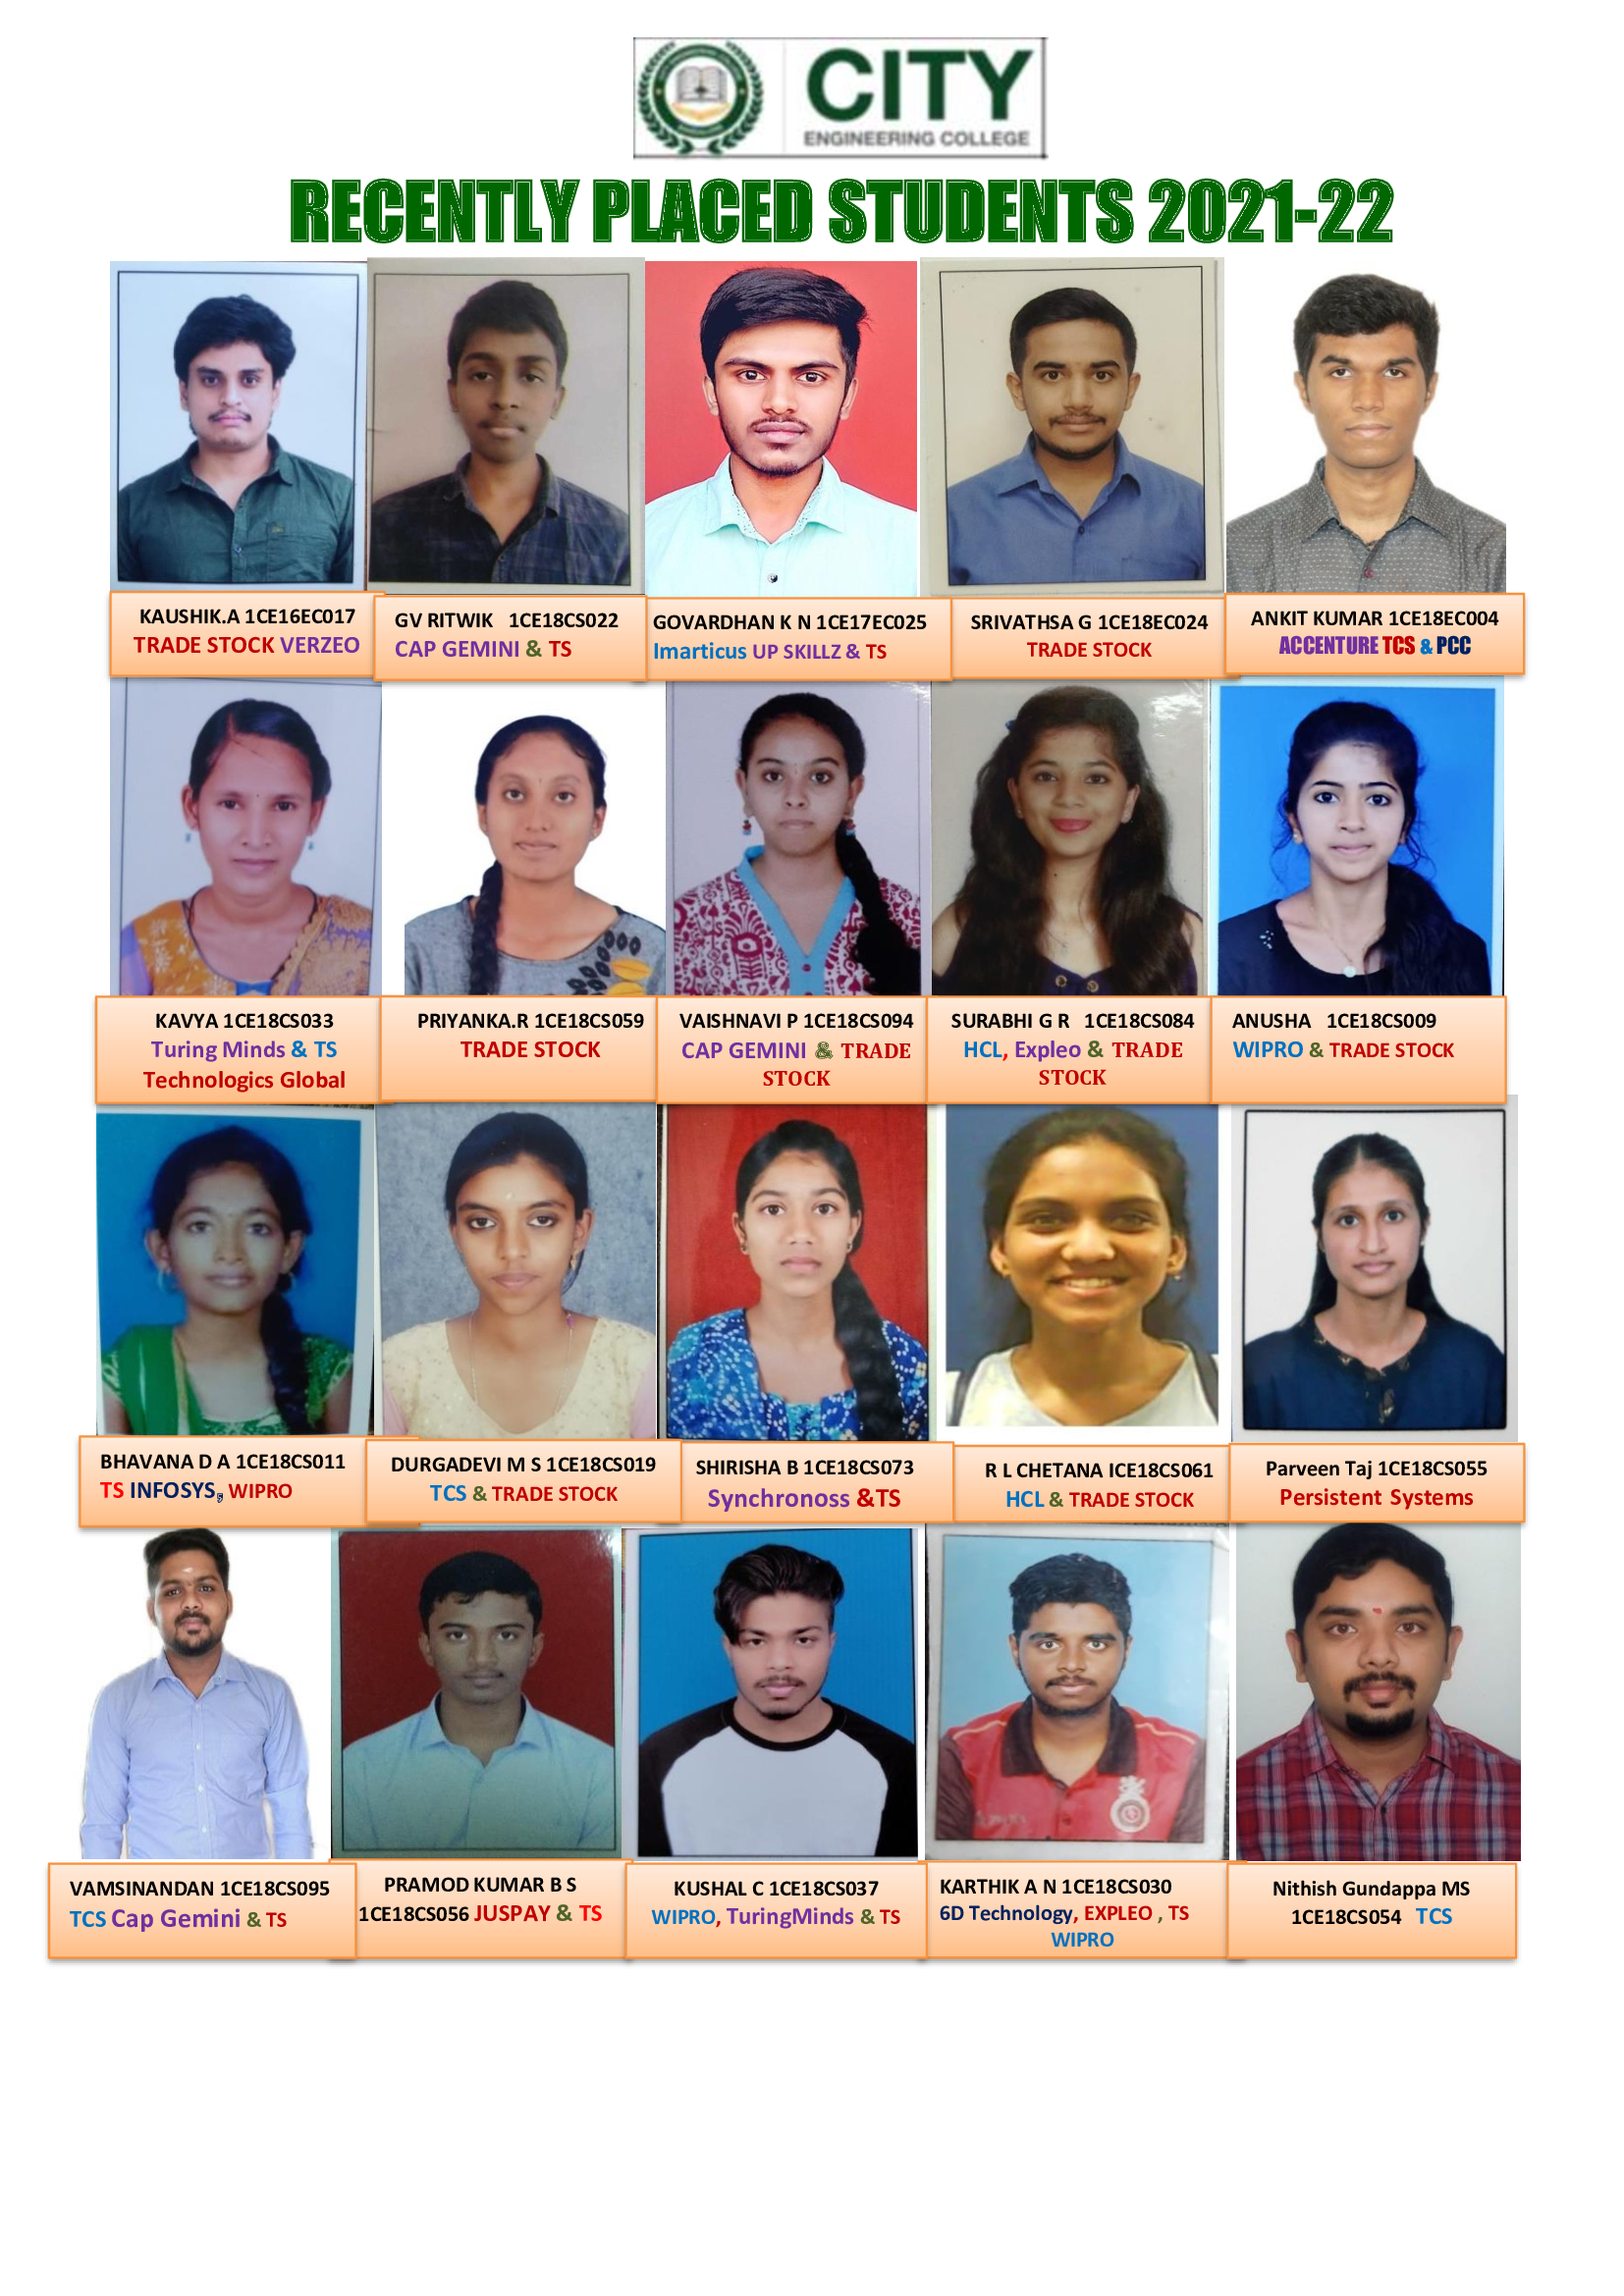 CITY
ENGINEERING COLLEGE
RECENTLY PLACED STUDENTS 2021-22
KAUSHIK.A 1CE16EC017
TRADE STOCK VERZEO
GV RITWIK 1CE18CS022
CAP GEMINI & TS
GOVARDHAN K N 1CE17EC025
Imarticus UP SKILLZ & TS
SRIVATHSA G 1CE18EC024
TRADE STOCK
ANKIT KUMAR 1CE18EC004
ACCENTURE TCS & PCC
KAVYA 1CE18CS033
Turing Minds & TS
Technologics Global
PRIYANKA.R 1CE18CS059
TRADE STOCK
VAISHNAVI P 1CE18CS094
CAP GEMINI & TRADE
STOCK
SURABHI G R 1CE18CS084
HCL, Expleo & TRADE
STOCK
ANUSHA 1CE18CS009
WIPRO & TRADE STOCK
BHAVANA D A 1CE18CS011
TS INFOSYS, WIPRO
DURGADEVI M S 1CE18CS019
TCS & TRADE STOCK
SHIRISHA B 1CE18CS073
Synchronoss &TS
R L CHETANA ICE18CS061
HCL & TRADE STOCK
Parveen Taj 1CE18CS055
Persistent Systems
VAMSINANDAN 1CE18CS095
TCS Cap Gemini & TS
PRAMOD KUMAR B S
1CE18CS056 JUSPAY & TS
KUSHAL C 1CE18CS037
WIPRO, TuringMinds & TS
KARTHIK A N 1CE18CS030
6D Technology, EXPLEO , TS
WIPRO
Nithish Gundappa MS
1CE18CS054 TCS